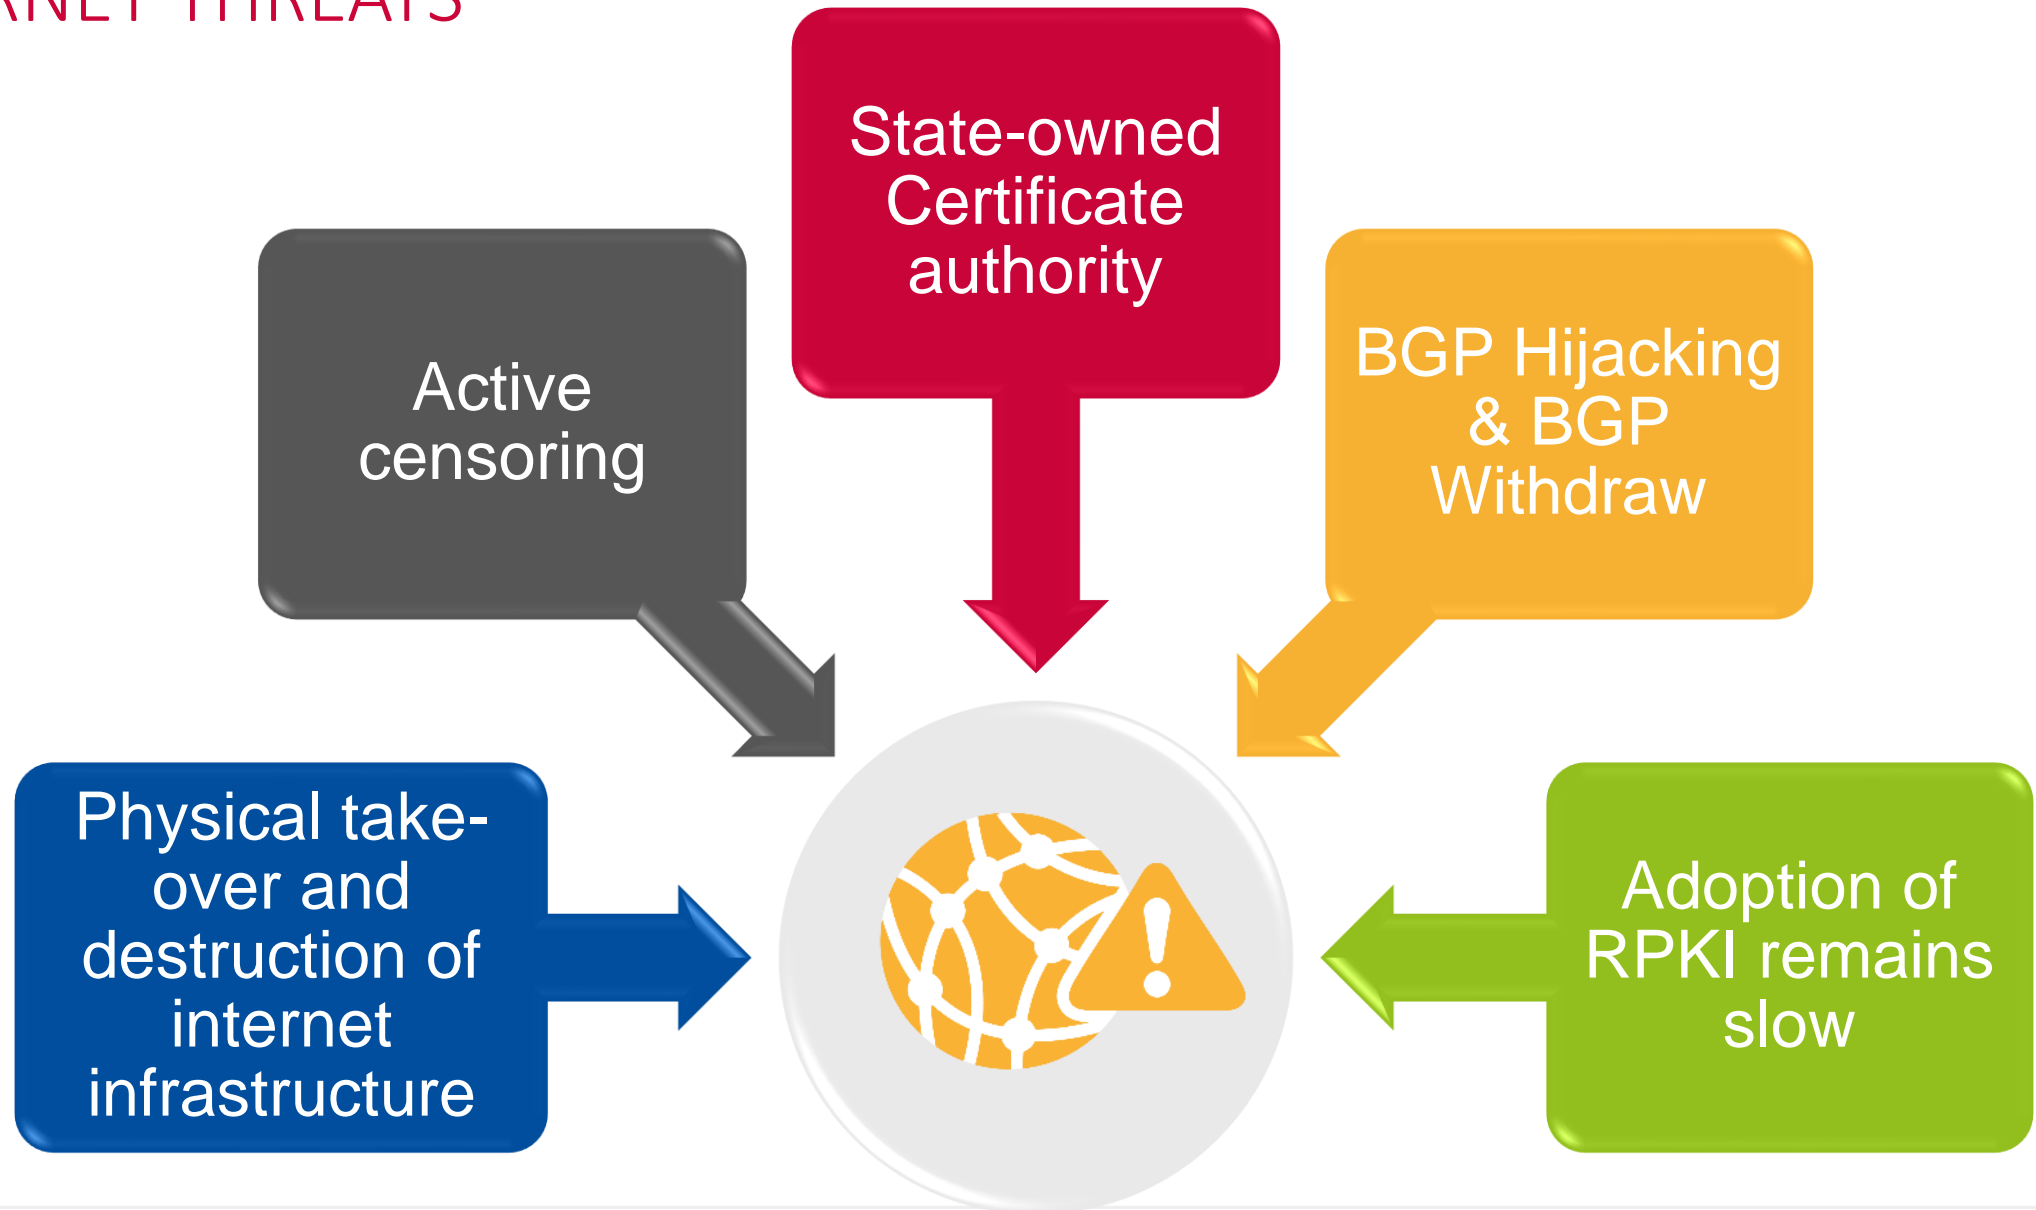 THREATS
Physical take-
over and
destruction of
internet
infrastructure
Active
censoring
State-owned
Certificate
authority
BGP Hijacking
& BGP
Withdraw
Adoption of
RPKI remains
slow